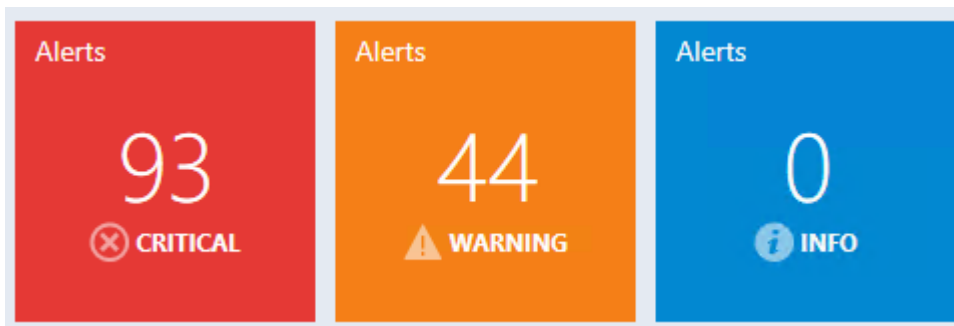 Alerts
93
CRITICAL
Alerts
44
WARNING
Alerts
0
INFO